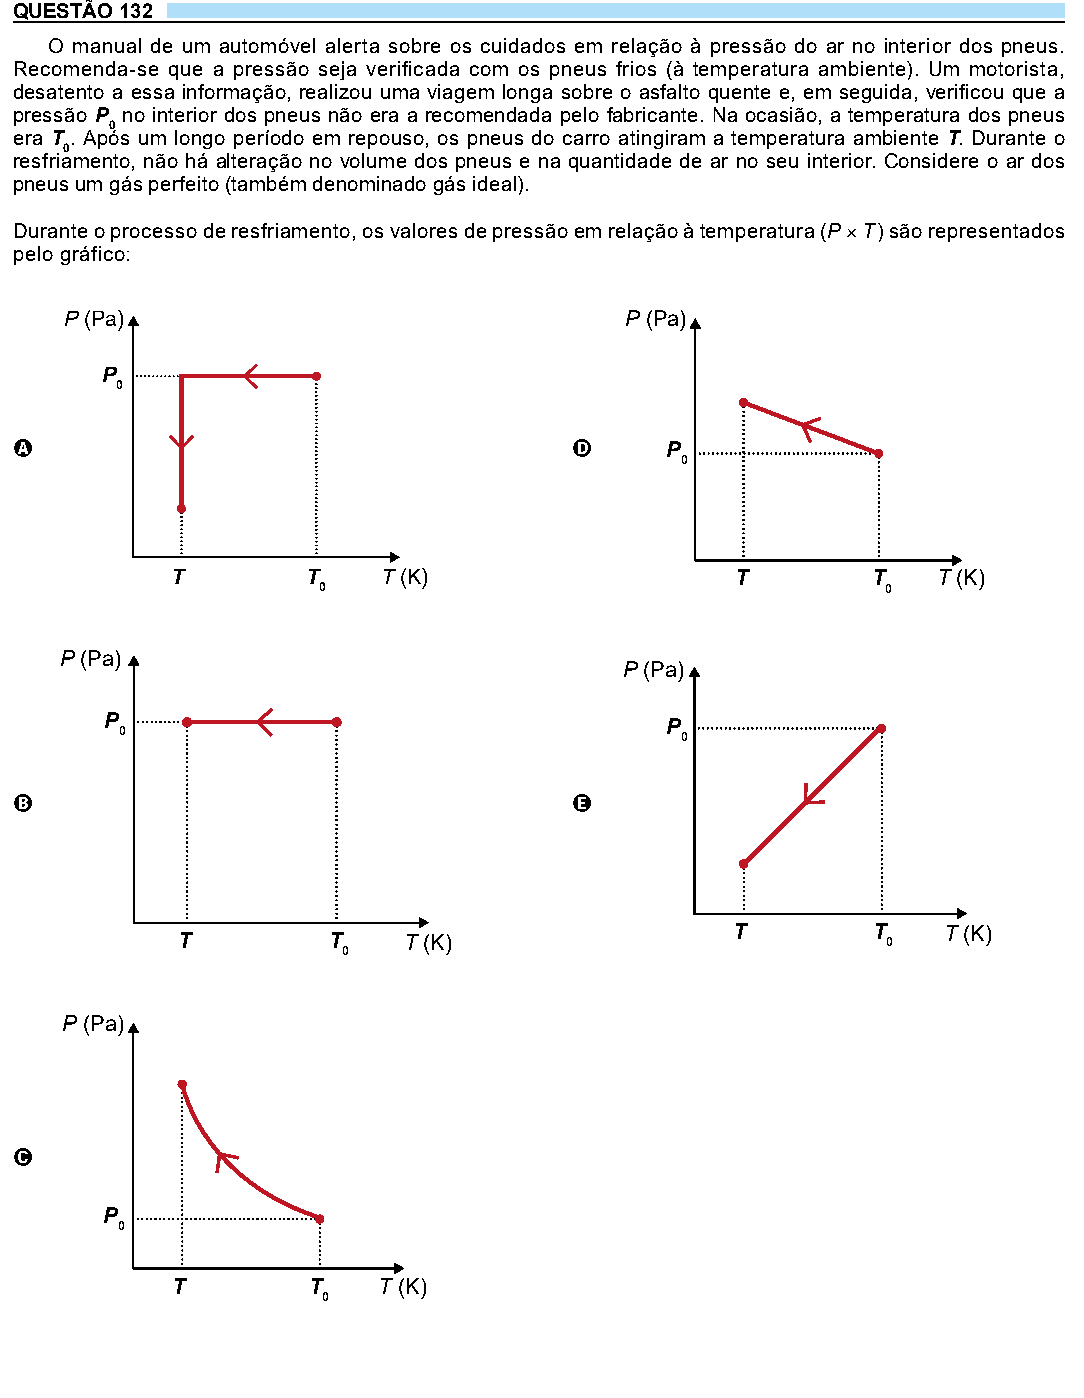 QUESTÃO 132
O manual de um automóvel alerta sobre os cuidados em relação à pressão do ar no interior dos pneus.
Recomenda-se que a pressão seja verificada com os pneus frios (à temperatura ambiente). Um motorista,
desatento a essa informação, realizou uma viagem longa sobre o asfalto quente e, em seguida, verificou que a
pressão P₀ no interior dos pneus não era a recomendada pelo fabricante. Na ocasião, a temperatura dos pneus
era T₀. Após um longo período em repouso, os pneus do carro atingiram a temperatura ambiente T. Durante o
resfriamento, não há alteração no volume dos pneus e na quantidade de ar no seu interior. Considere o ar dos
pneus um gás perfeito (também denominado gás ideal).
Durante o processo de resfriamento, os valores de pressão em relação à temperatura (P × T) são representados
pelo gráfico:
A
P (Pa)
P₀
T
T₀
T (K)
B
P (Pa)
P₀
T
T₀
T (K)
C
P (Pa)
P₀
T
T₀
T (K)
D
P (Pa)
P₀
T
T₀
T (K)
E
P (Pa)
P₀
T
T₀
T (K)